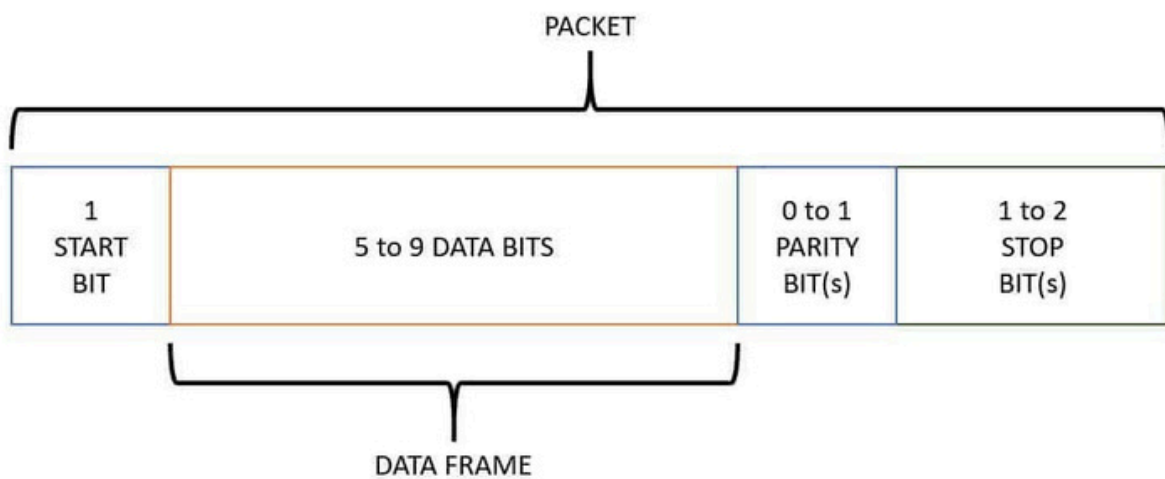 PACKET
1
START
BIT
5 to 9 DATA BITS
0 to 1
PARITY
BIT(s)
1 to 2
STOP
BIT(s)
DATA FRAME